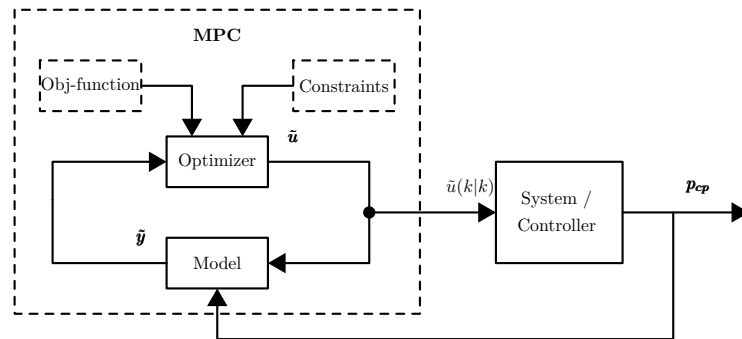 MPC
Obj-function
Constraints
ũ
Optimizer
ũ(k|k)
System /
Controller
p_cp
ỹ
Model